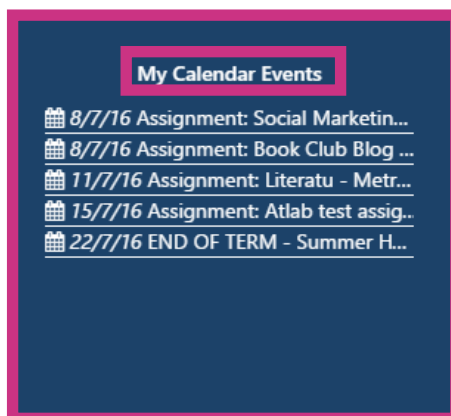 My Calendar Events
8/7/16 Assignment: Social Marketin...
8/7/16 Assignment: Book Club Blog ...
11/7/16 Assignment: Literatu - Metr...
15/7/16 Assignment: Atlab test assig...
22/7/16 END OF TERM - Summer H...